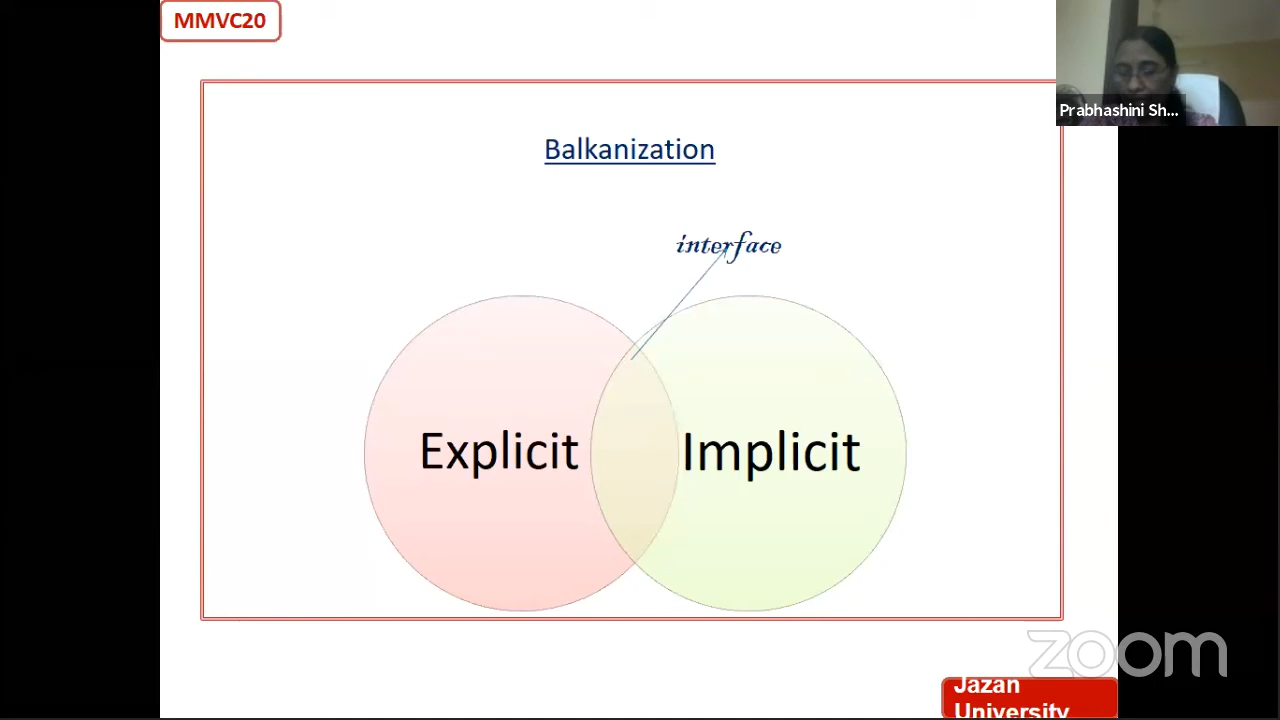 MMVC20
Prabhashini Sh...
Balkanization
interface
Explicit
Implicit
zoom
Jazan
University